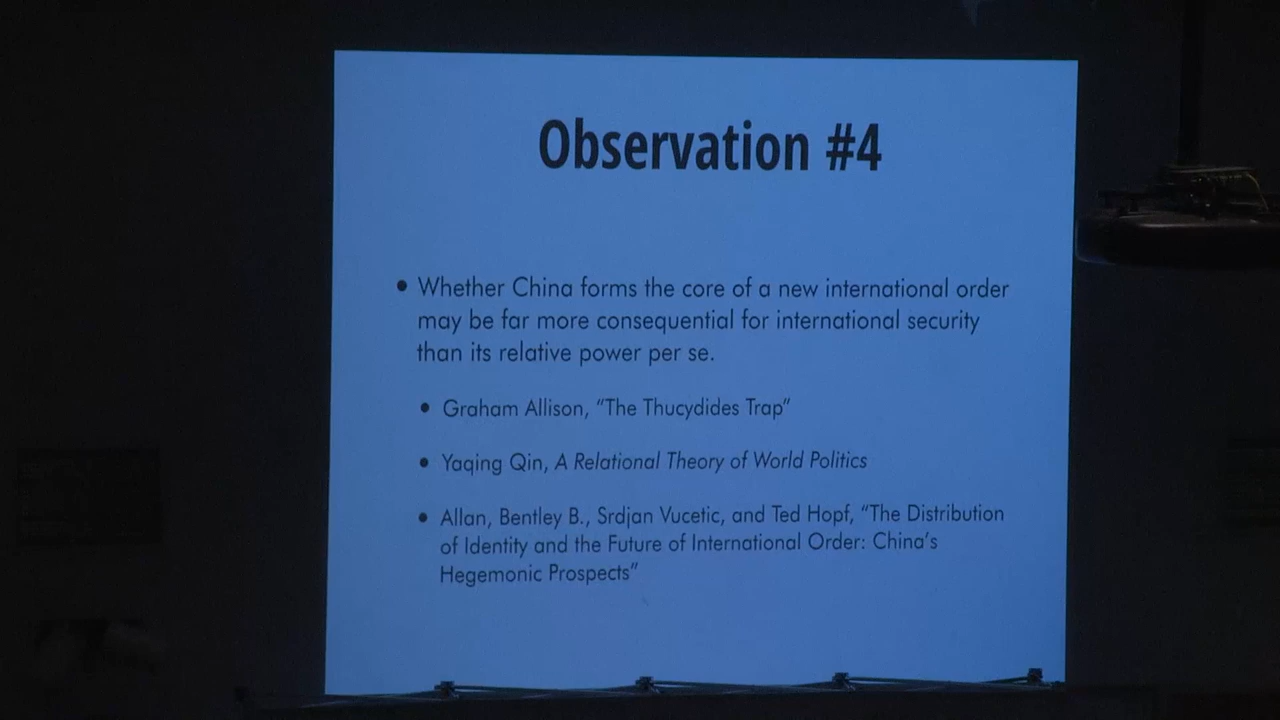 Observation #4
• Whether China forms the core of a new international order
may be far more consequential for international security
than its relative power per se.
• Graham Allison, “The Thucydides Trap”
• Yaqing Qin, A Relational Theory of World Politics
• Allan, Bentley B., Srdjan Vucetic, and Ted Hopf, “The Distribution
of Identity and the Future of International Order: China’s
Hegemonic Prospects”